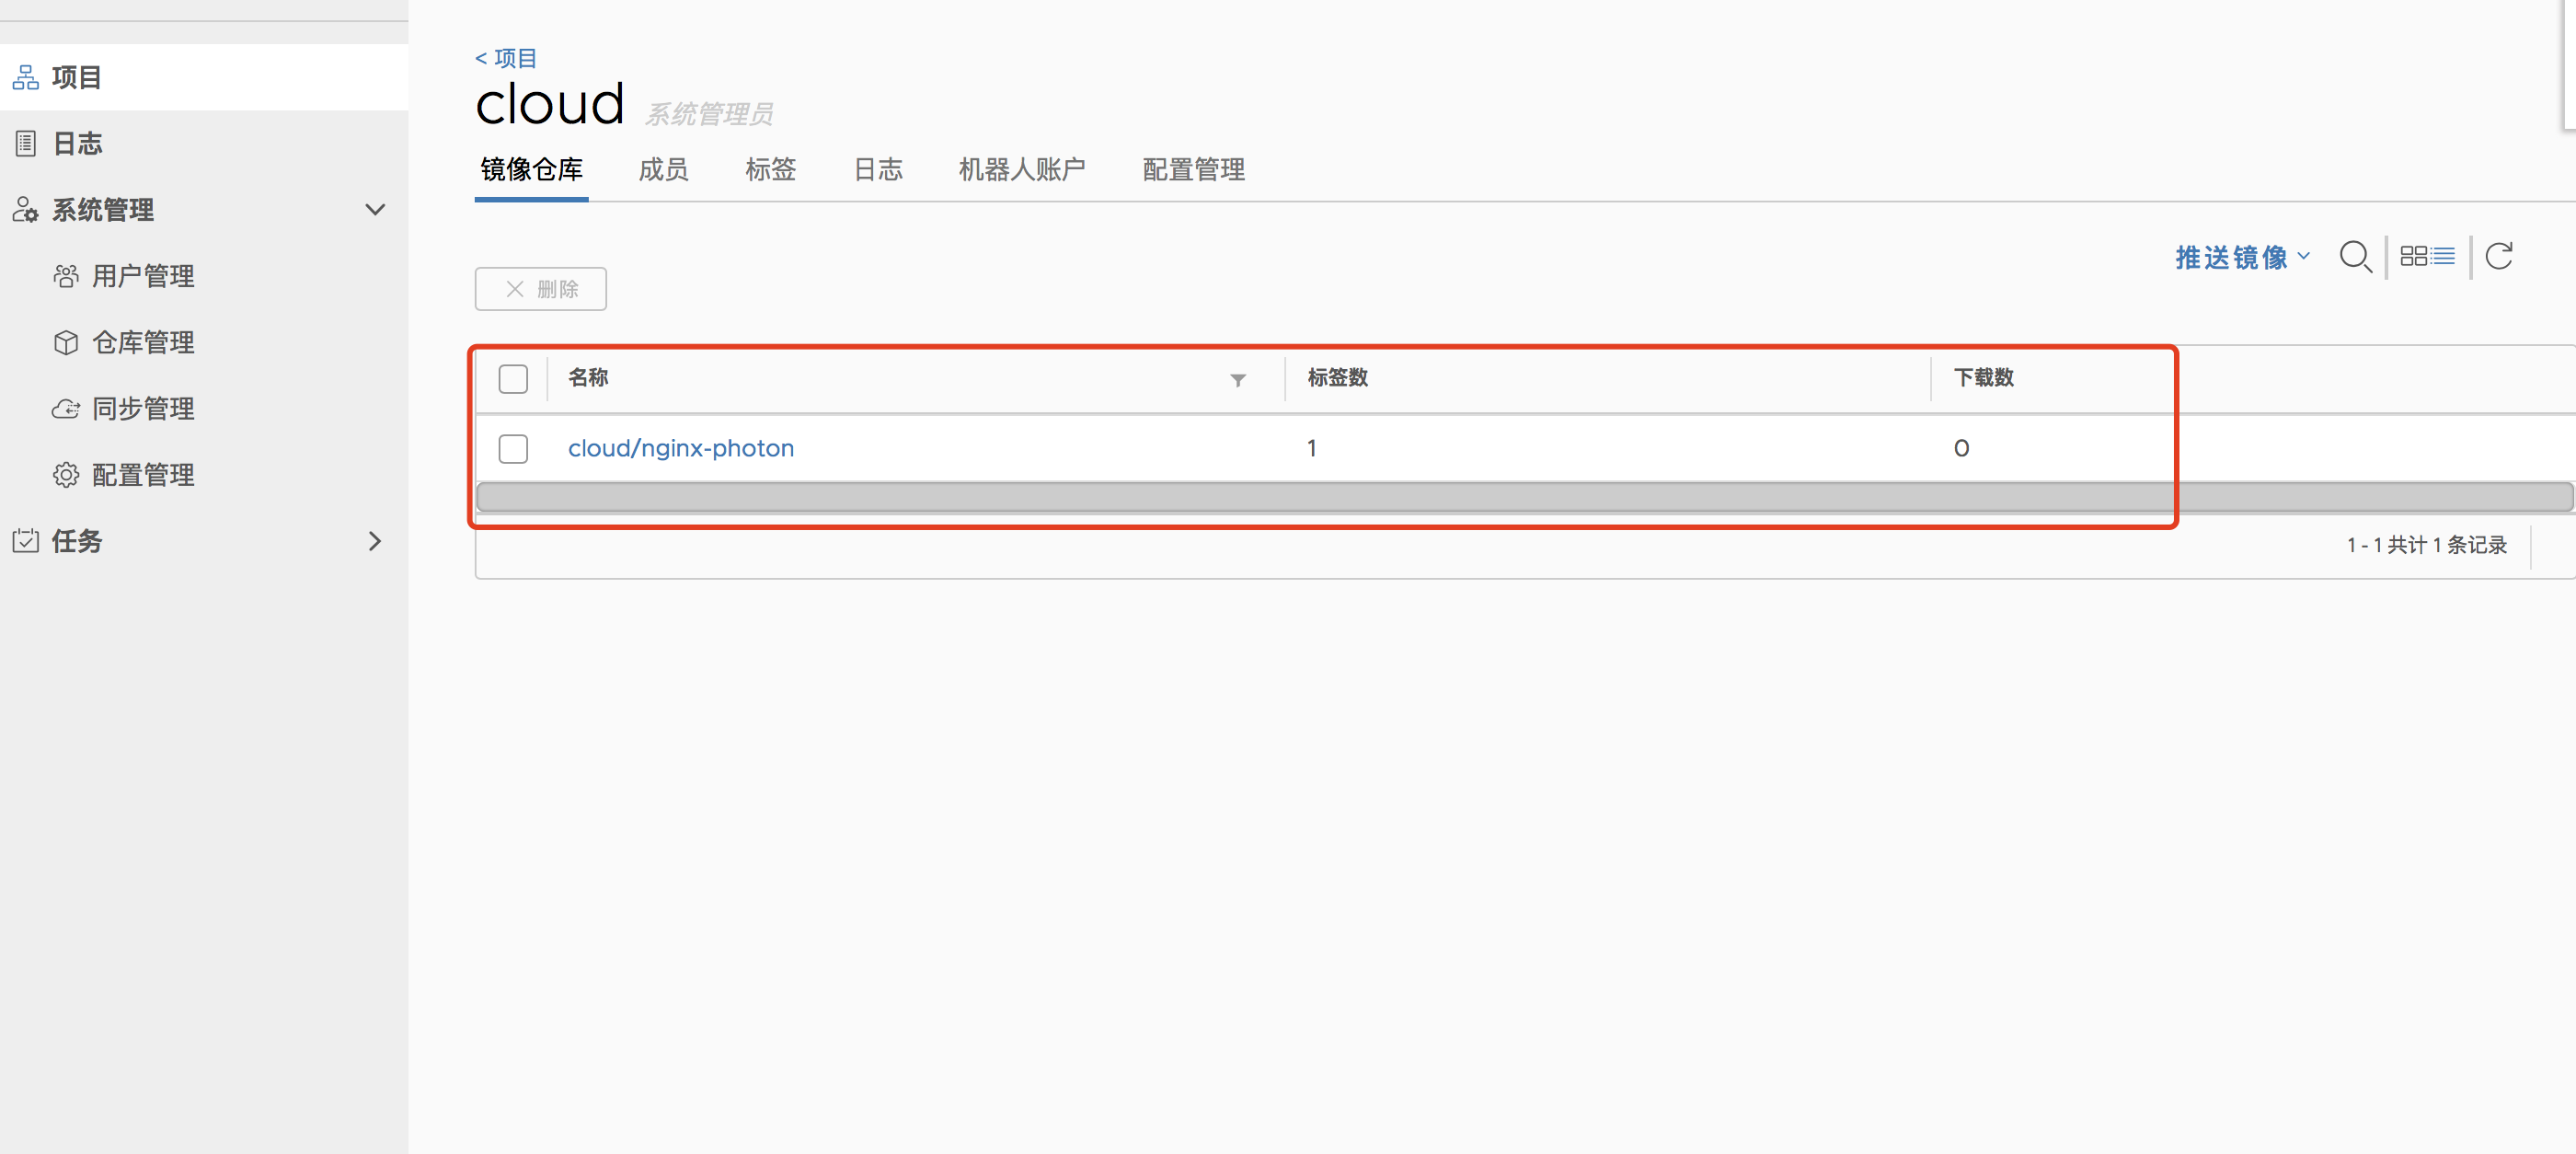 项目
日志
系统管理
用户管理
仓库管理
同步管理
配置管理
任务
< 项目
cloud 系统管理员
镜像仓库 成员 标签 日志 机器人账户 配置管理
推送镜像
删除
名称 标签数 下载数
cloud/nginx-photon 1 0
1 - 1 共计 1 条记录